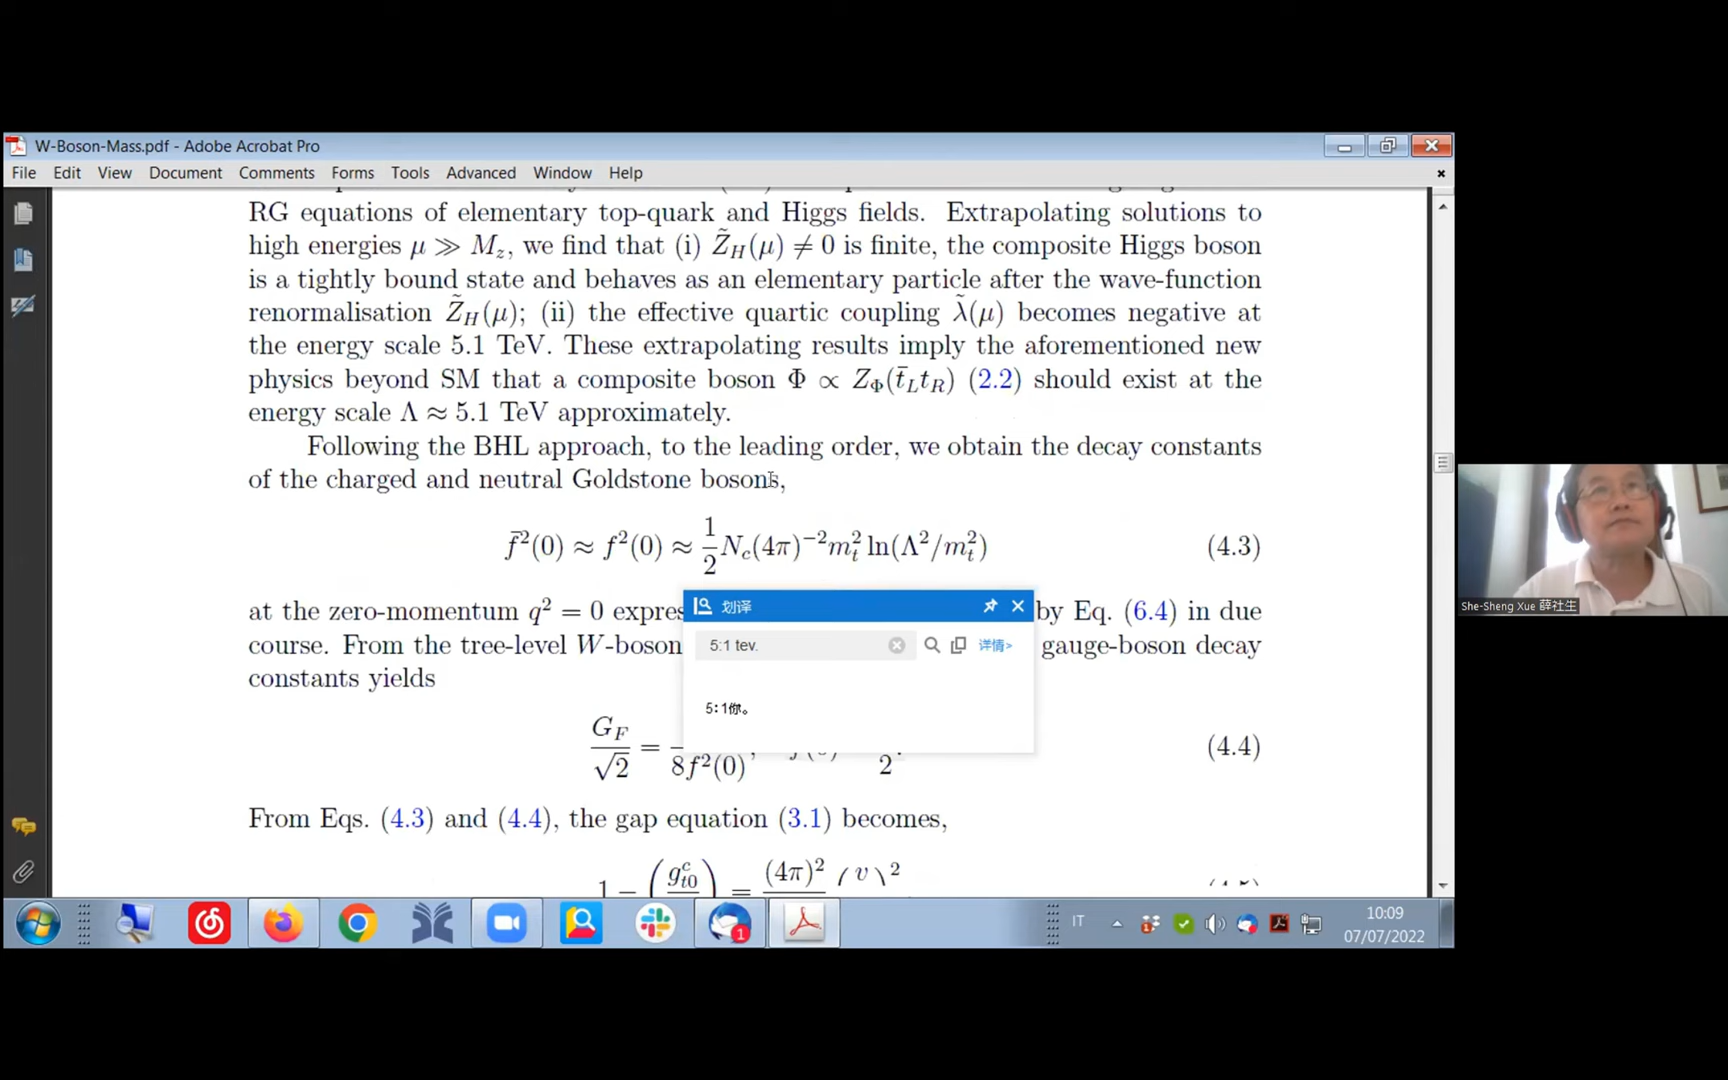 W-Boson-Mass.pdf - Adobe Acrobat Pro
File Edit View Document Comments Forms Tools Advanced Window Help
RG equations of elementary top-quark and Higgs fields. Extrapolating solutions to
high energies μ ≫ M_z, we find that (i) Z̃_H(μ) ≠ 0 is finite, the composite Higgs boson
is a tightly bound state and behaves as an elementary particle after the wave-function
renormalisation Z̃_H(μ); (ii) the effective quartic coupling λ̃(μ) becomes negative at
the energy scale 5.1 TeV. These extrapolating results imply the aforementioned new
physics beyond SM that a composite boson Φ ∝ Z_Φ(t̄_L t_R) (2.2) should exist at the
energy scale Λ ≈ 5.1 TeV approximately.
Following the BHL approach, to the leading order, we obtain the decay constants
of the charged and neutral Goldstone bosons,
f̄²(0) ≈ f²(0) ≈ 1/2 N_c(4π)⁻²m_t² ln(Λ²/m_t²) (4.3)
划译
at the zero-momentum q² = 0 by Eq. (6.4) in due
5:1 tev.
详情>
course. From the tree-level W-boson gauge-boson decay
constants yields
5:1你。
G_F/√2 = 8f²(0) 2 (4.4)
From Eqs. (4.3) and (4.4), the gap equation (3.1) becomes,
1 − (g_t0^c) = (4π)² (v)²
She-Sheng Xue 薛社生
IT
1
10:09
07/07/2022